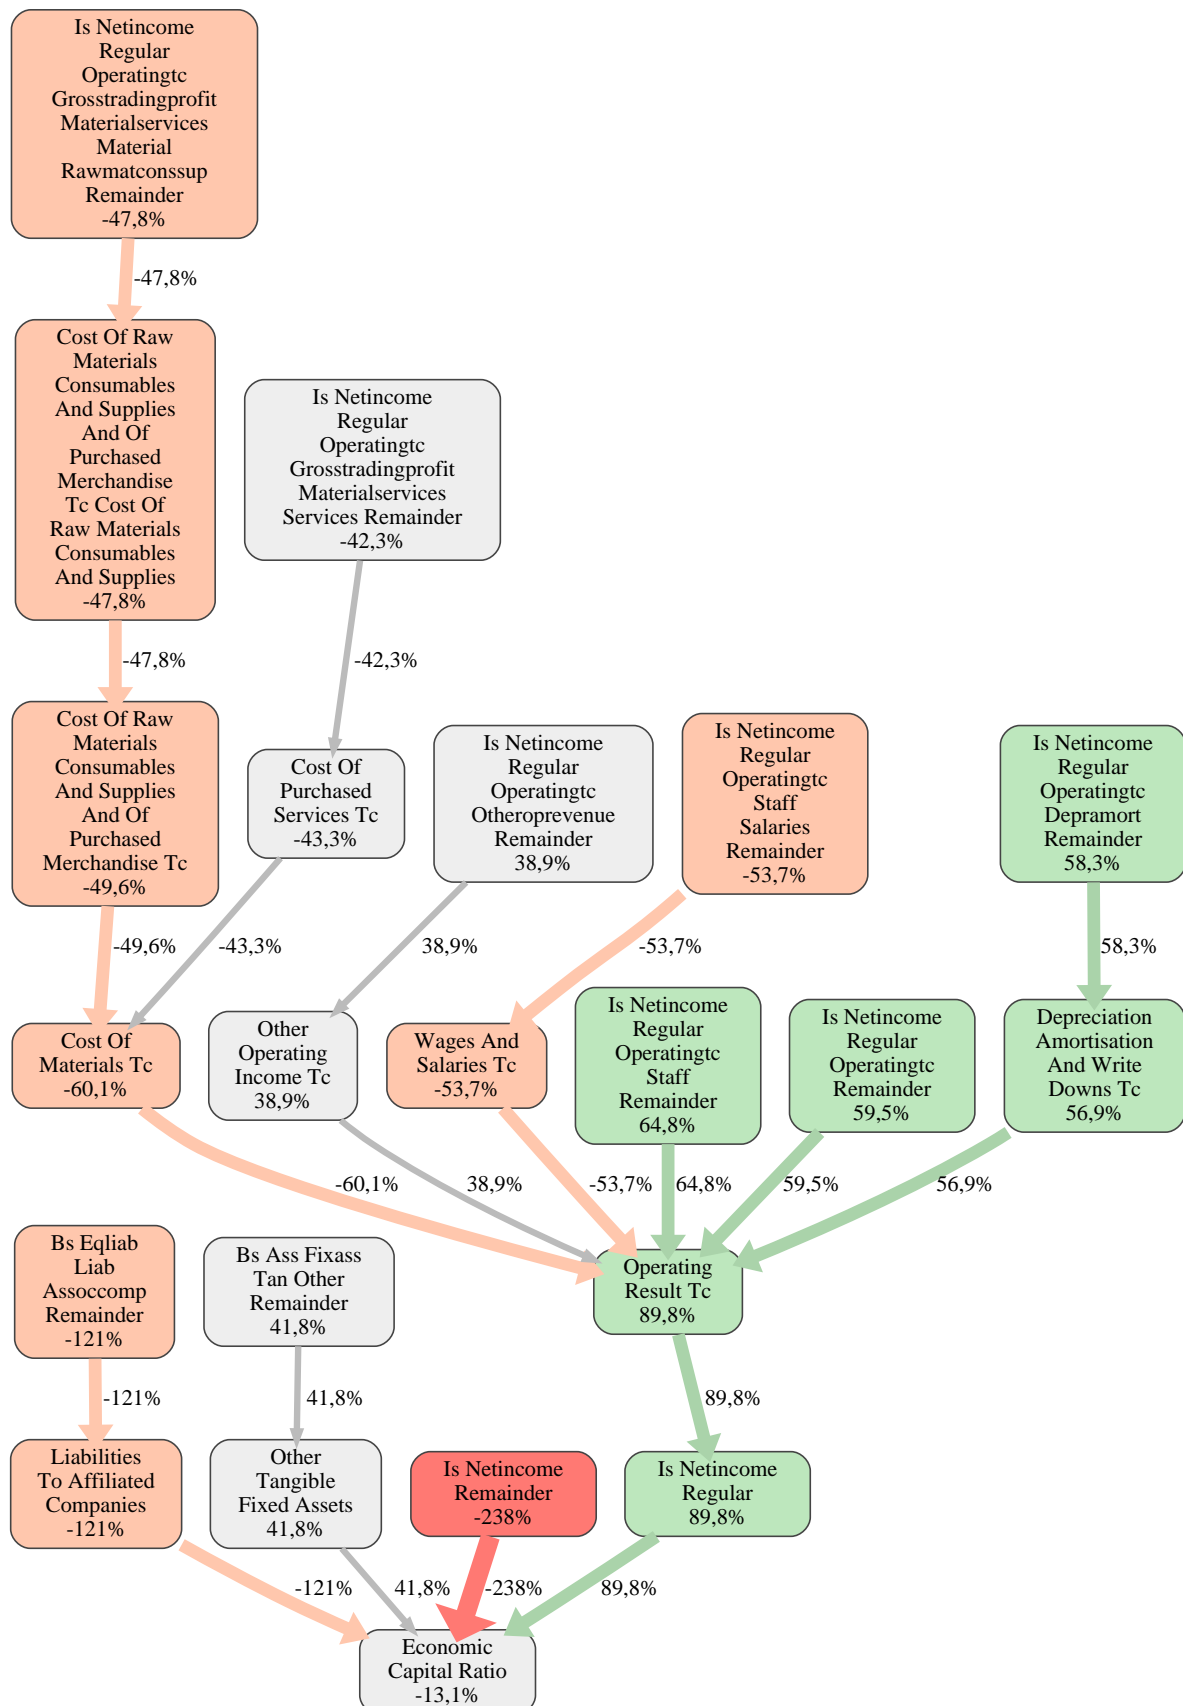 Is Netincome
Regular
Operatingtc
Grosstradingprofit
Materialservices
Material
Rawmatconssup
Remainder
-47,8%
-47,8%
Cost Of Raw
Materials
Consumables
And Supplies
And Of
Purchased
Merchandise
Tc Cost Of
Raw Materials
Consumables
And Supplies
-47,8%
Is Netincome
Regular
Operatingtc
Grosstradingprofit
Materialservices
Services Remainder
-42,3%
-47,8%
-42,3%
Cost Of Raw
Materials
Consumables
And Supplies
And Of
Purchased
Merchandise Tc
-49,6%
Cost Of
Purchased
Services Tc
-43,3%
Is Netincome
Regular
Operatingtc
Otheroprevenue
Remainder
38,9%
Is Netincome
Regular
Operatingtc
Staff
Salaries
Remainder
-53,7%
Is Netincome
Regular
Operatingtc
Depramort
Remainder
58,3%
-49,6%
-43,3%
38,9%
-53,7%
58,3%
Cost Of
Materials Tc
-60,1%
Other
Operating
Income Tc
38,9%
Wages And
Salaries Tc
-53,7%
Is Netincome
Regular
Operatingtc
Staff
Remainder
64,8%
Is Netincome
Regular
Operatingtc
Remainder
59,5%
Depreciation
Amortisation
And Write
Downs Tc
56,9%
-60,1%
38,9%
-53,7%
64,8%
59,5%
56,9%
Bs Eqliab
Liab
Assoccomp
Remainder
-121%
Bs Ass Fixass
Tan Other
Remainder
41,8%
Operating
Result Tc
89,8%
-121%
41,8%
89,8%
Liabilities
To Affiliated
Companies
-121%
Other
Tangible
Fixed Assets
41,8%
Is Netincome
Remainder
-238%
Is Netincome
Regular
89,8%
-121%
41,8%
-238%
89,8%
Economic
Capital Ratio
-13,1%